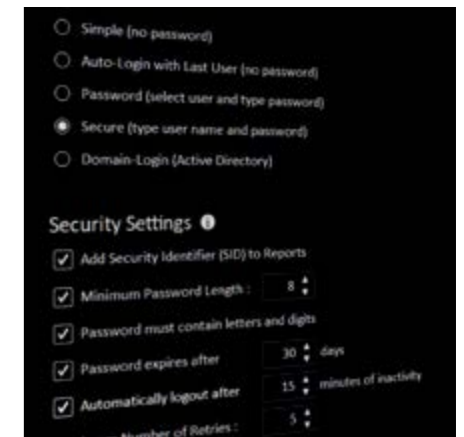 Simple (no password)
Auto-Login with Last User (no password)
Password (select user and type password)
Secure (type user name and password)
Domain-Login (Active Directory)
Security Settings
Add Security Identifier (SID) to Reports
Minimum Password Length : 8
Password must contain letters and digits
Password expires after 30 days
Automatically logout after 15 minutes of inactivity
Number of Retries : 5